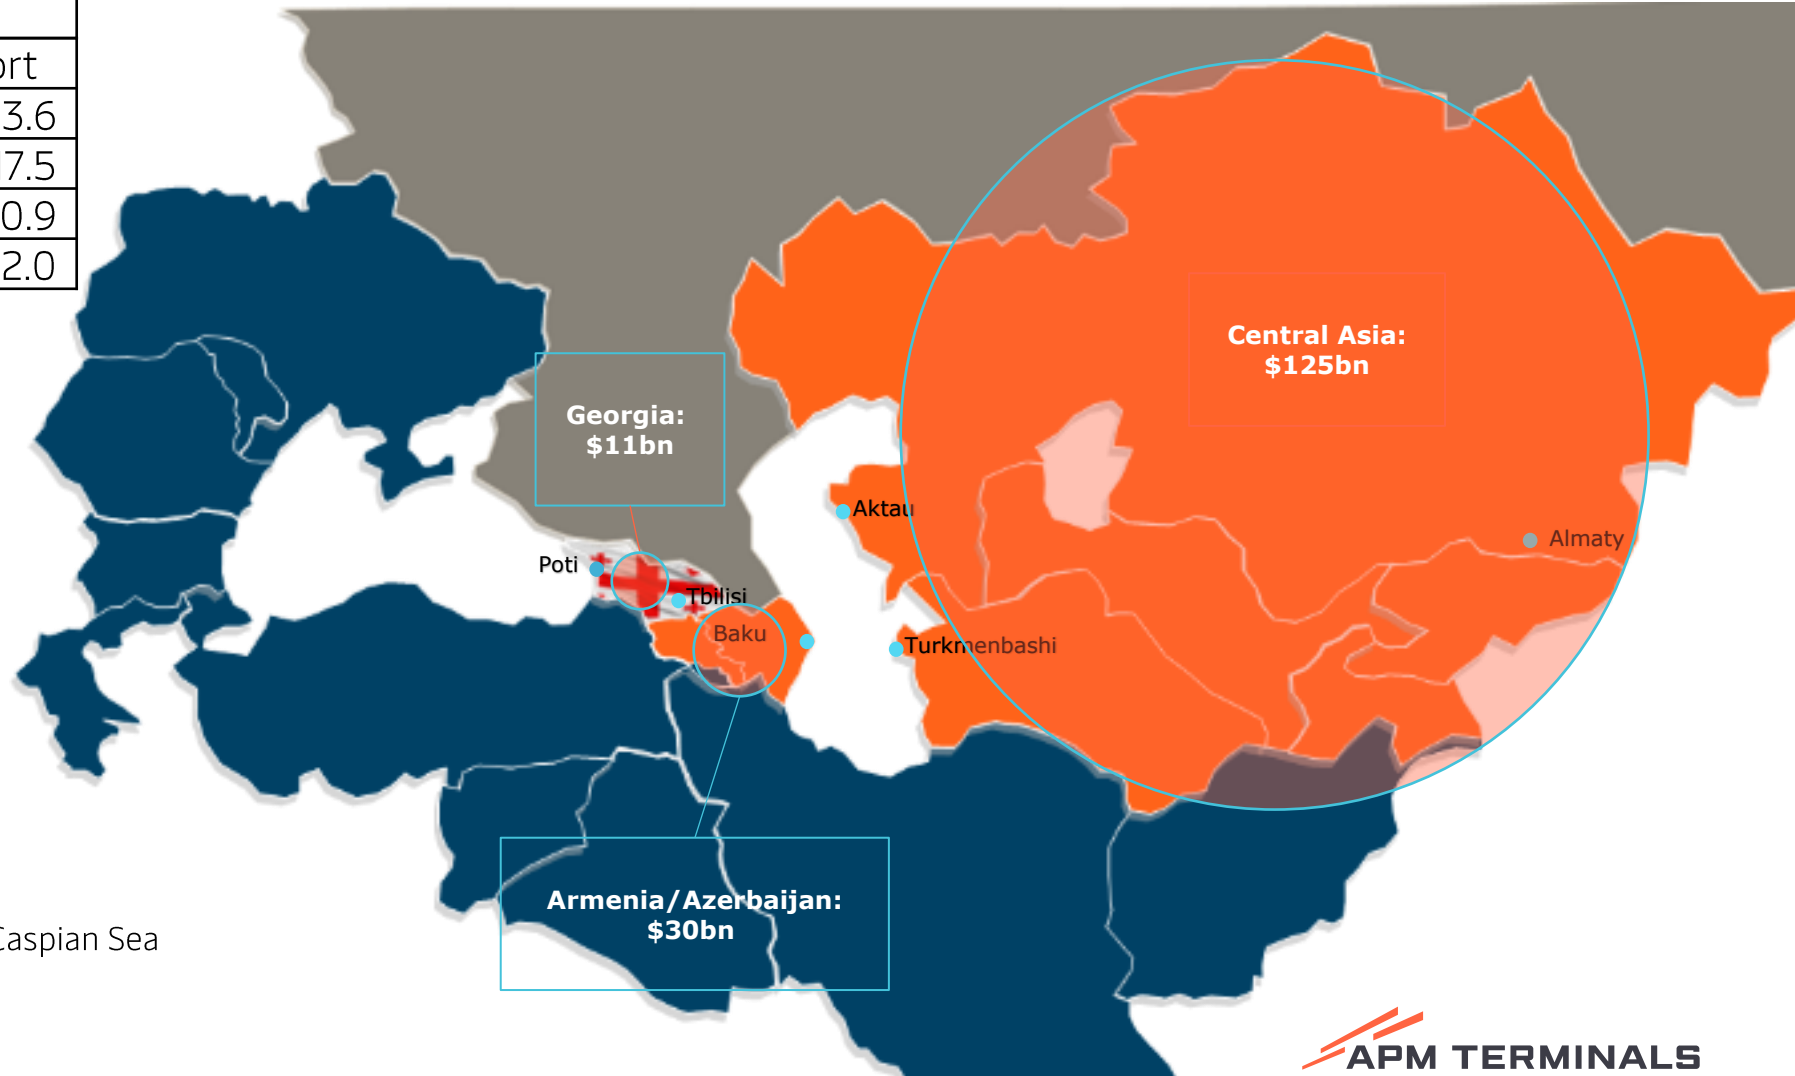 3.6
7.5
0.9
2.0
Central Asia:
$125bn
Georgia:
$11bn
Aktau
Almaty
Poti
Tbilisi
Baku
Turkmenbashi
Armenia/Azerbaijan:
$30bn
Caspian Sea
APM TERMINALS